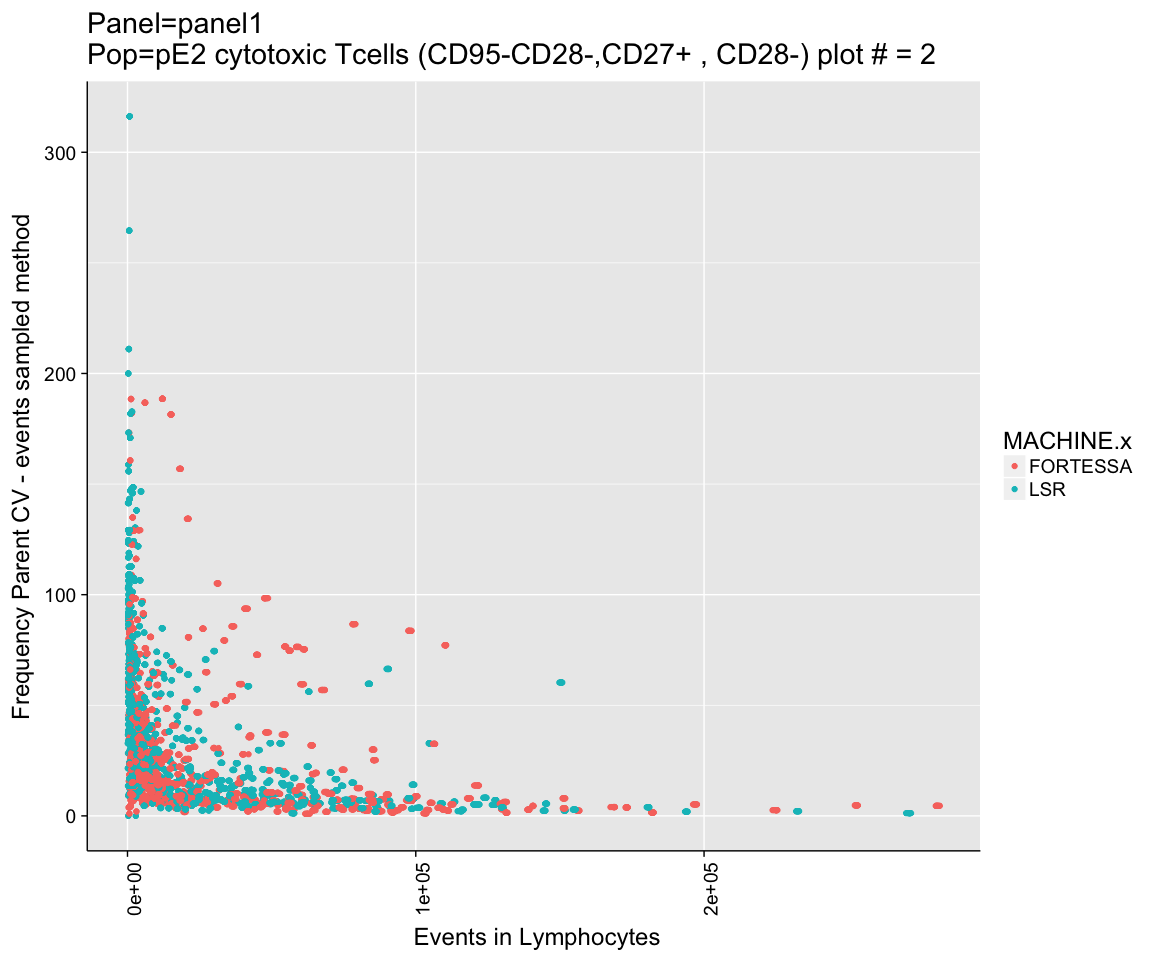 Panel=panel1
Pop=pE2 cytotoxic Tcells (CD95-CD28-,CD27+ , CD28-) plot # = 2
Frequency Parent CV - events sampled method
300
200
100
0
0e+00
1e+05
2e+05
Events in Lymphocytes
MACHINE.x
FORTESSA
LSR